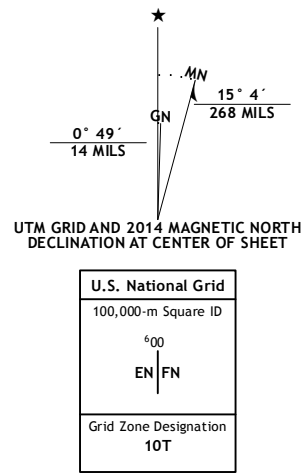 ★
MN
GN
15° 4´
268 MILS
0° 49´
14 MILS
UTM GRID AND 2014 MAGNETIC NORTH
DECLINATION AT CENTER OF SHEET
U.S. National Grid
100,000-m Square ID
⁶00
EN FN
Grid Zone Designation
10T